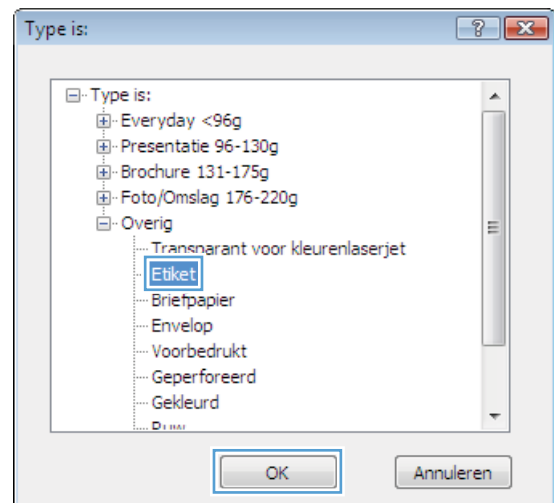 Type is:
Type is:
Everyday <96g
Presentatie 96-130g
Brochure 131-175g
Foto/Omslag 176-220g
Overig
Transparant voor kleurenlaserjet
Etiket
Briefpapier
Envelop
Voorbedrukt
Geperforeerd
Gekleurd
OK Annuleren